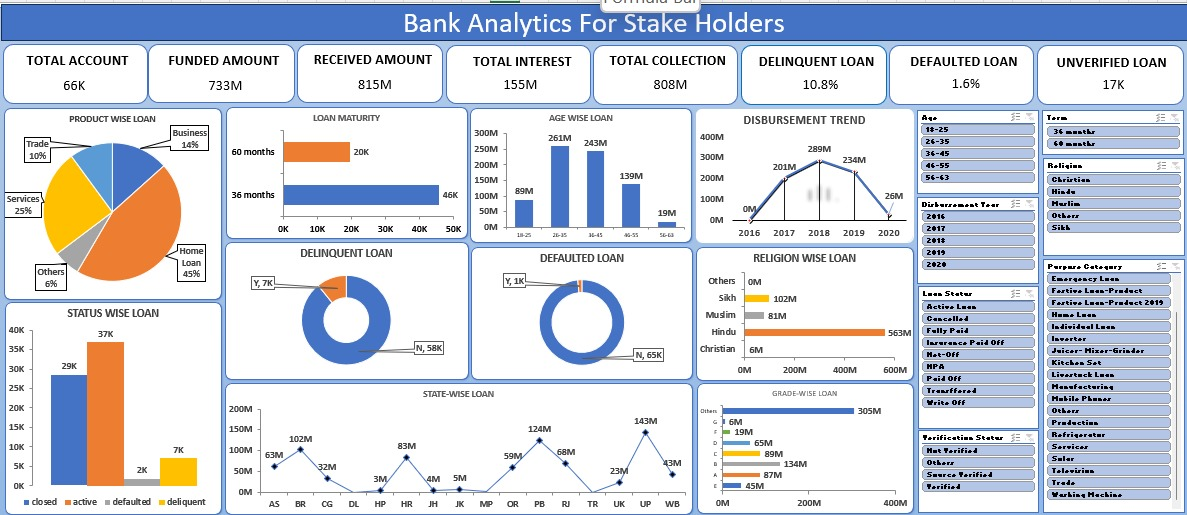 Formula Bar
Bank Analytics For Stake Holders
TOTAL ACCOUNT
66K
FUNDED AMOUNT
733M
RECEIVED AMOUNT
815M
TOTAL INTEREST
155M
TOTAL COLLECTION
808M
DELINQUENT LOAN
10.8%
DEFAULTED LOAN
1.6%
UNVERIFIED LOAN
17K
PRODUCT WISE LOAN
Business
14%
Trade
10%
Services
25%
Others
6%
Home
Loan
45%
LOAN MATURITY
60 months
20K
36 months
46K
0K 10K 20K 30K 40K 50K
AGE WISE LOAN
300M
250M
200M
150M
100M
50M
0M
89M
261M
243M
139M
19M
18-25 26-35 36-45 46-55 56-63
DISBURSEMENT TREND
400M
300M
200M
100M
0M
0M
201M
289M
234M
26M
2016 2017 2018 2019 2020
DELINQUENT LOAN
Y, 7K
N, 58K
DEFAULTED LOAN
Y, 1K
N, 65K
RELIGION WISE LOAN
Others 0M
Sikh 102M
Muslim 81M
Hindu 563M
Christian 6M
0M 200M 400M 600M
STATUS WISE LOAN
40K
35K
30K
25K
20K
15K
10K
5K
0K
29K
37K
2K
7K
closed active defaulted deliquent
STATE-WISE LOAN
200M
150M
100M
50M
0M
63M
102M
32M
3M
83M
4M
5M
59M
124M
68M
23M
143M
43M
AS BR CG DL HP HR JH JK MP OR PB RJ TR UK UP WB
GRADE-WISE LOAN
Others 305M
G 6M
F 19M
D 65M
C 89M
B 134M
A 87M
E 45M
0M 200M 400M
Age
18-25
26-35
36-45
46-55
56-63
Disbursement Year
2016
2017
2018
2019
2020
Loan Status
Active Loan
Cancelled
Fully Paid
Insurance Paid Off
Net-Off
NPA
Paid Off
Transffered
Write Off
Verification Status
Not Verified
Others
Source Verified
Verified
Term
36 months
60 months
Religion
Christian
Hindu
Muslim
Others
Sikh
Purpose Category
Emergency Loan
Festive Loan-Product
Festive Loan-Product 2019
Home Loan
Individual Loan
Inverter
Juicer- Mixer-Grinder
Kitchen Set
Livestock Loan
Manufacturing
Mobile Phones
Others
Production
Refrigerator
Services
Solar
Television
Trade
Washing Machine